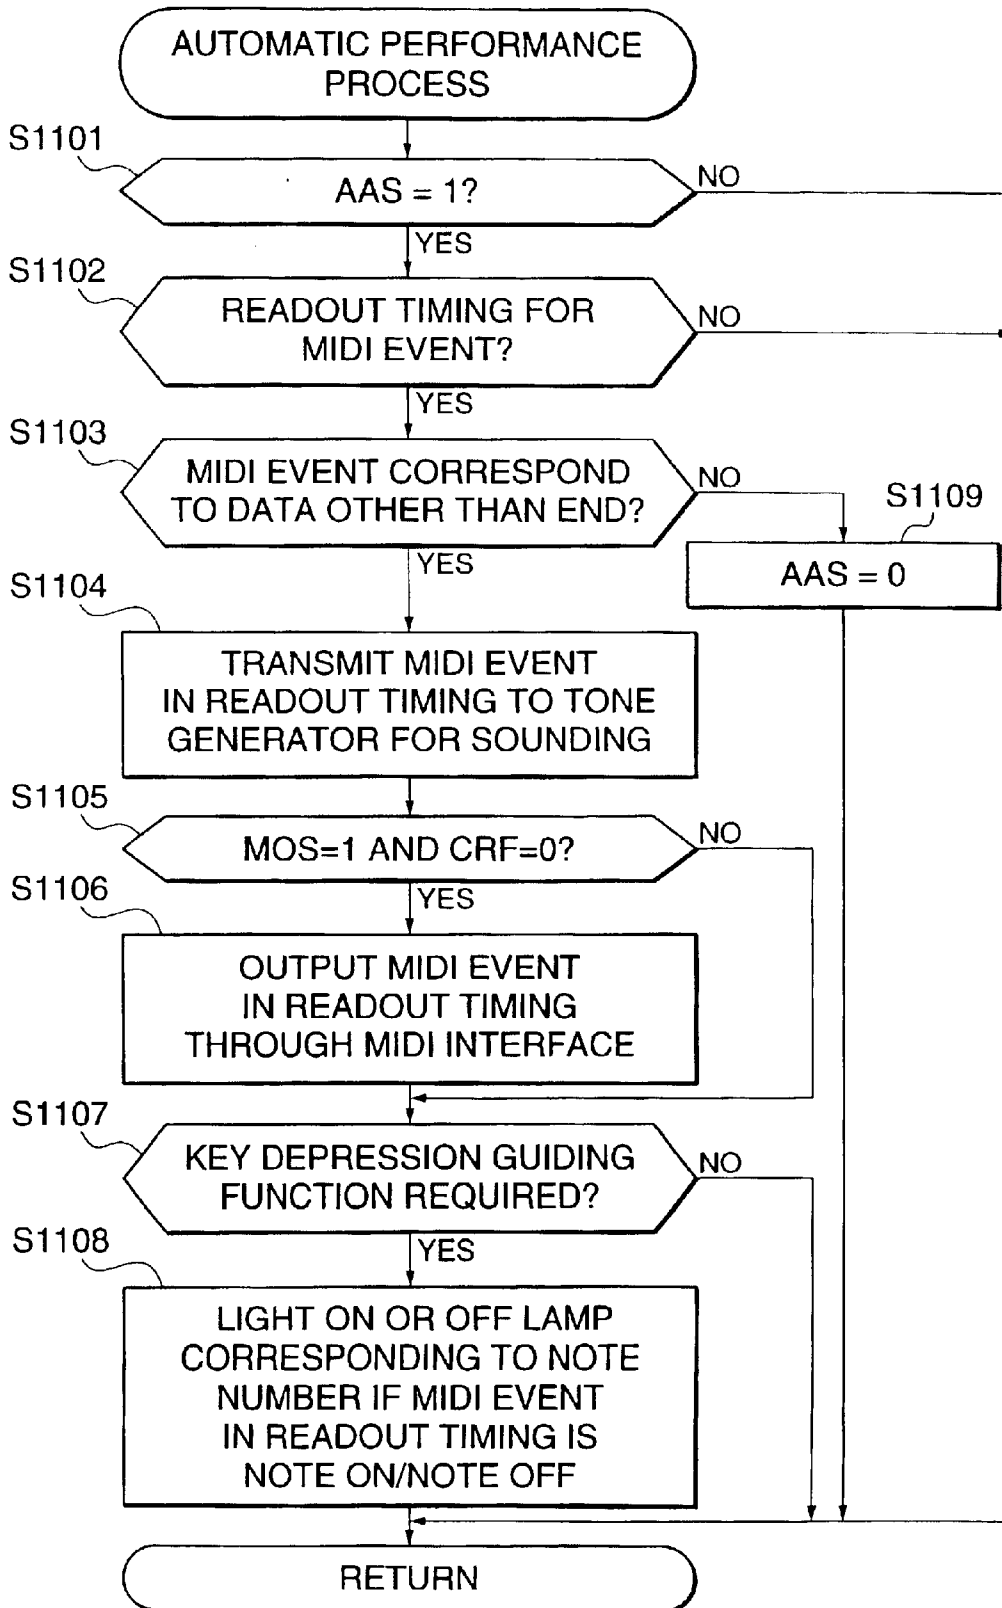 AUTOMATIC PERFORMANCE
PROCESS
S1101
AAS = 1?
NO
YES
S1102
READOUT TIMING FOR
MIDI EVENT?
NO
YES
S1103
MIDI EVENT CORRESPOND
TO DATA OTHER THAN END?
NO
YES
S1109
AAS = 0
S1104
TRANSMIT MIDI EVENT
IN READOUT TIMING TO TONE
GENERATOR FOR SOUNDING
S1105
MOS=1 AND CRF=0?
NO
YES
S1106
OUTPUT MIDI EVENT
IN READOUT TIMING
THROUGH MIDI INTERFACE
S1107
KEY DEPRESSION GUIDING
FUNCTION REQUIRED?
NO
YES
S1108
LIGHT ON OR OFF LAMP
CORRESPONDING TO NOTE
NUMBER IF MIDI EVENT
IN READOUT TIMING IS
NOTE ON/NOTE OFF
RETURN